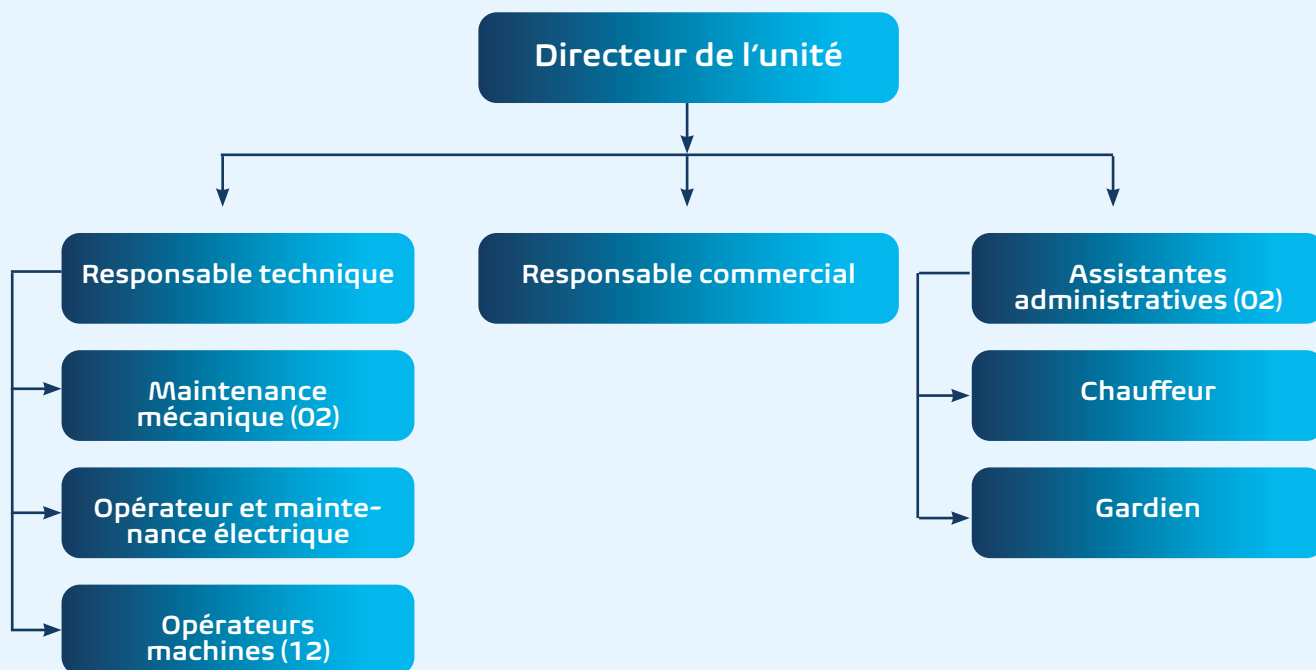 Directeur de l'unité
Responsable technique
Responsable commercial
Assistantes
administratives (02)
Maintenance
mécanique (02)
Chauffeur
Opérateur et mainte-
nance électrique
Gardien
Opérateurs
machines (12)